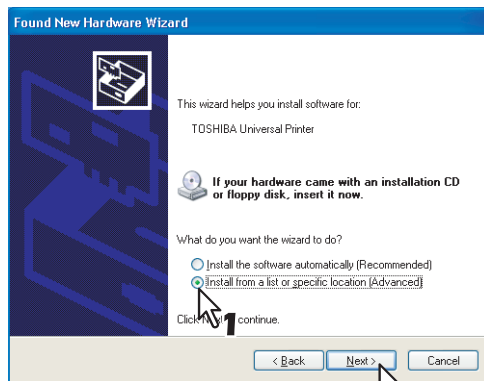 Found New Hardware Wizard
This wizard helps you install software for:
TOSHIBA Universal Printer
If your hardware came with an installation CD
or floppy disk, insert it now.
What do you want the wizard to do?
Install the software automatically (Recommended)
Install from a list or specific location (Advanced)
Click continue.
1
< Back Next > Cancel